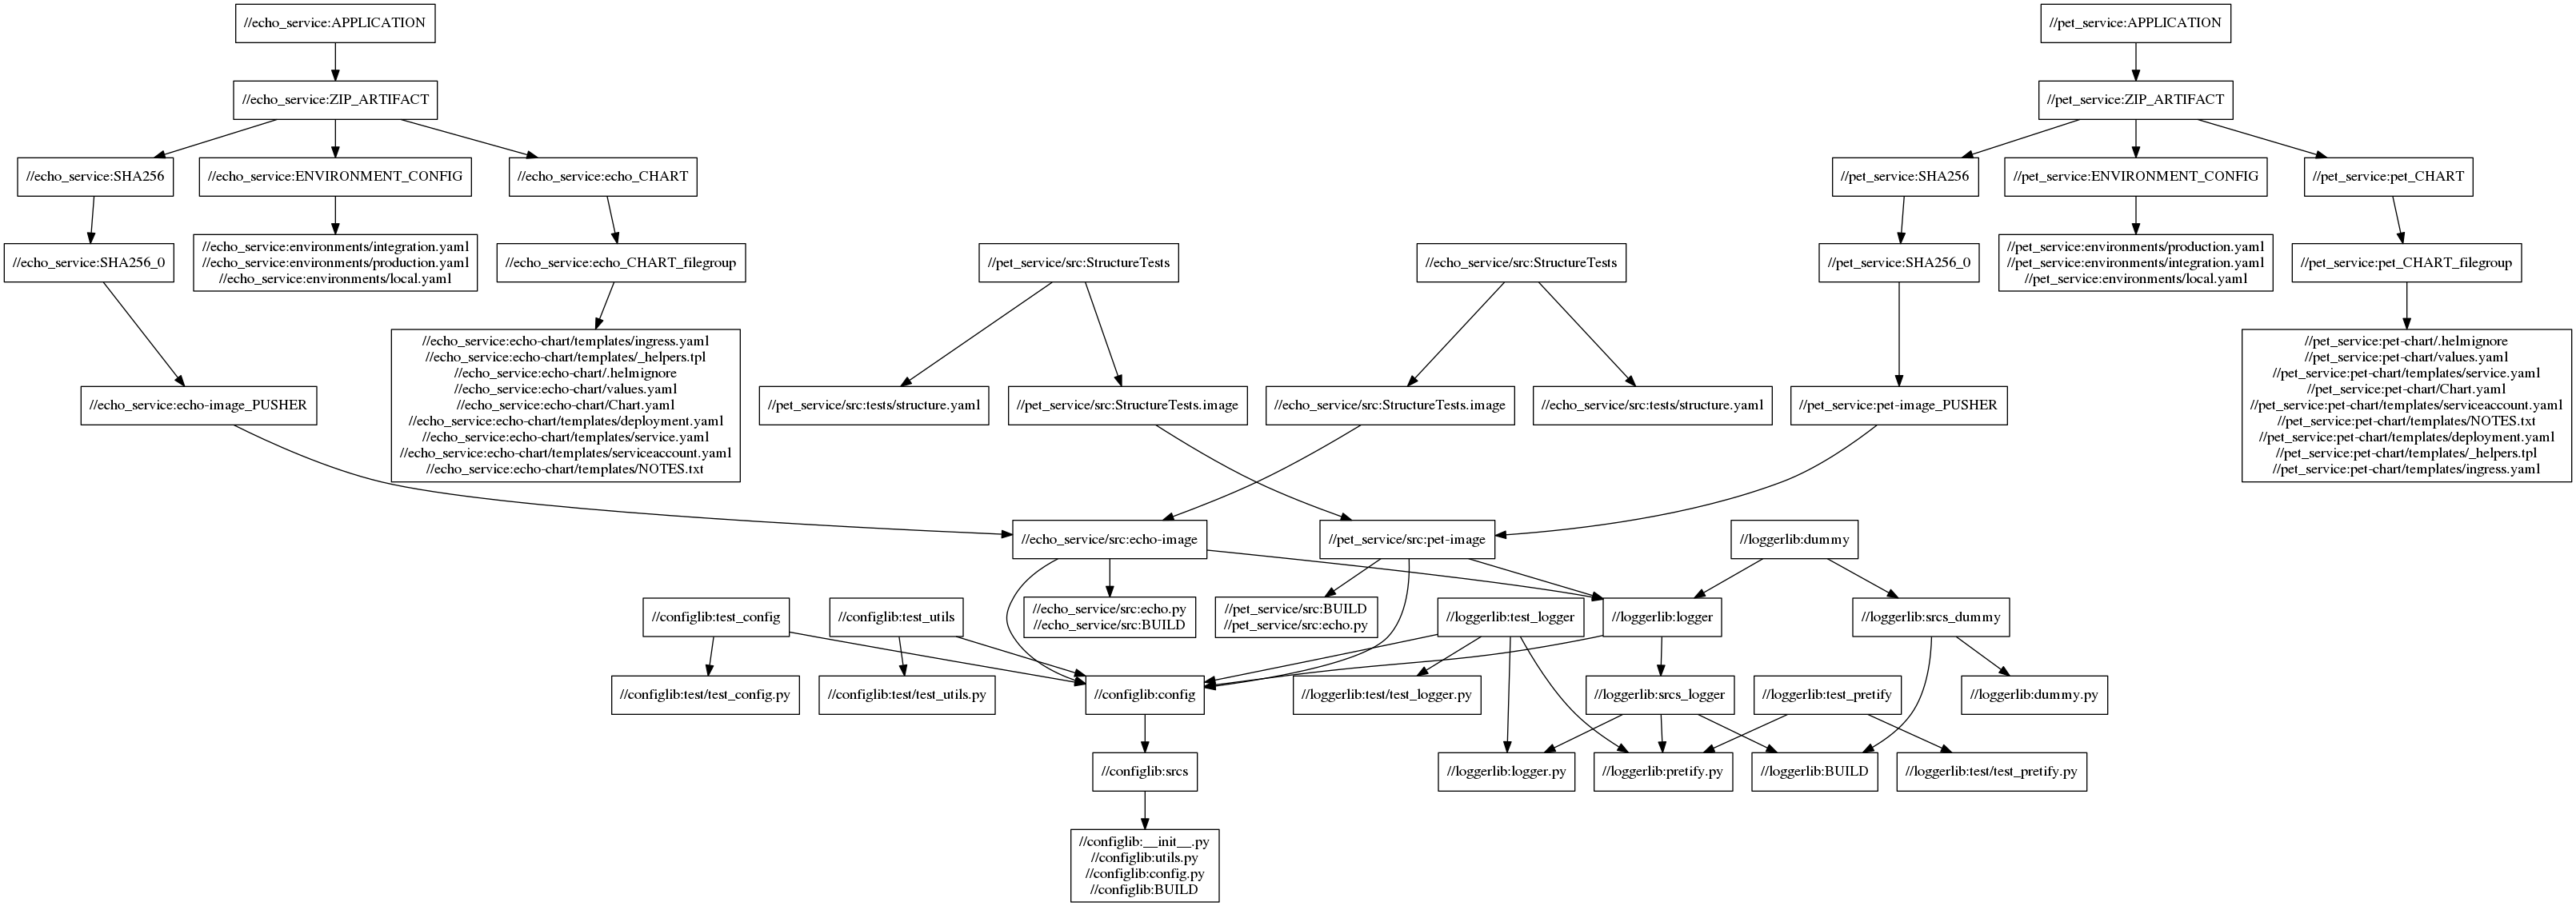 //echo_service:APPLICATION
//pet_service:APPLICATION
//echo_service:ZIP_ARTIFACT
//pet_service:ZIP_ARTIFACT
//echo_service:SHA256
//echo_service:ENVIRONMENT_CONFIG
//echo_service:echo_CHART
//pet_service:SHA256
//pet_service:ENVIRONMENT_CONFIG
//pet_service:pet_CHART
//echo_service:SHA256_0
//echo_service:environments/integration.yaml
//echo_service:environments/production.yaml
//echo_service:environments/local.yaml
//echo_service:echo_CHART_filegroup
//pet_service/src:StructureTests
//echo_service/src:StructureTests
//pet_service:SHA256_0
//pet_service:environments/production.yaml
//pet_service:environments/integration.yaml
//pet_service:environments/local.yaml
//pet_service:pet_CHART_filegroup
//echo_service:echo-image_PUSHER
//echo_service:echo-chart/templates/ingress.yaml
//echo_service:echo-chart/templates/_helpers.tpl
//echo_service:echo-chart/.helmignore
//echo_service:echo-chart/values.yaml
//echo_service:echo-chart/Chart.yaml
//echo_service:echo-chart/templates/deployment.yaml
//echo_service:echo-chart/templates/service.yaml
//echo_service:echo-chart/templates/serviceaccount.yaml
//echo_service:echo-chart/templates/NOTES.txt
//pet_service/src:tests/structure.yaml
//pet_service/src:StructureTests.image
//echo_service/src:StructureTests.image
//echo_service/src:tests/structure.yaml
//pet_service:pet-image_PUSHER
//pet_service:pet-chart/.helmignore
//pet_service:pet-chart/values.yaml
//pet_service:pet-chart/templates/service.yaml
//pet_service:pet-chart/Chart.yaml
//pet_service:pet-chart/templates/serviceaccount.yaml
//pet_service:pet-chart/templates/NOTES.txt
//pet_service:pet-chart/templates/deployment.yaml
//pet_service:pet-chart/templates/_helpers.tpl
//pet_service:pet-chart/templates/ingress.yaml
//echo_service/src:echo-image
//pet_service/src:pet-image
//loggerlib:dummy
//configlib:test_config
//configlib:test_utils
//echo_service/src:echo.py
//echo_service/src:BUILD
//pet_service/src:BUILD
//pet_service/src:echo.py
//loggerlib:test_logger
//loggerlib:logger
//loggerlib:srcs_dummy
//configlib:test/test_config.py
//configlib:test/test_utils.py
//configlib:config
//loggerlib:test/test_logger.py
//loggerlib:srcs_logger
//loggerlib:test_pretify
//loggerlib:dummy.py
//configlib:srcs
//loggerlib:logger.py
//loggerlib:pretify.py
//loggerlib:BUILD
//loggerlib:test/test_pretify.py
//configlib:__init__.py
//configlib:utils.py
//configlib:config.py
//configlib:BUILD